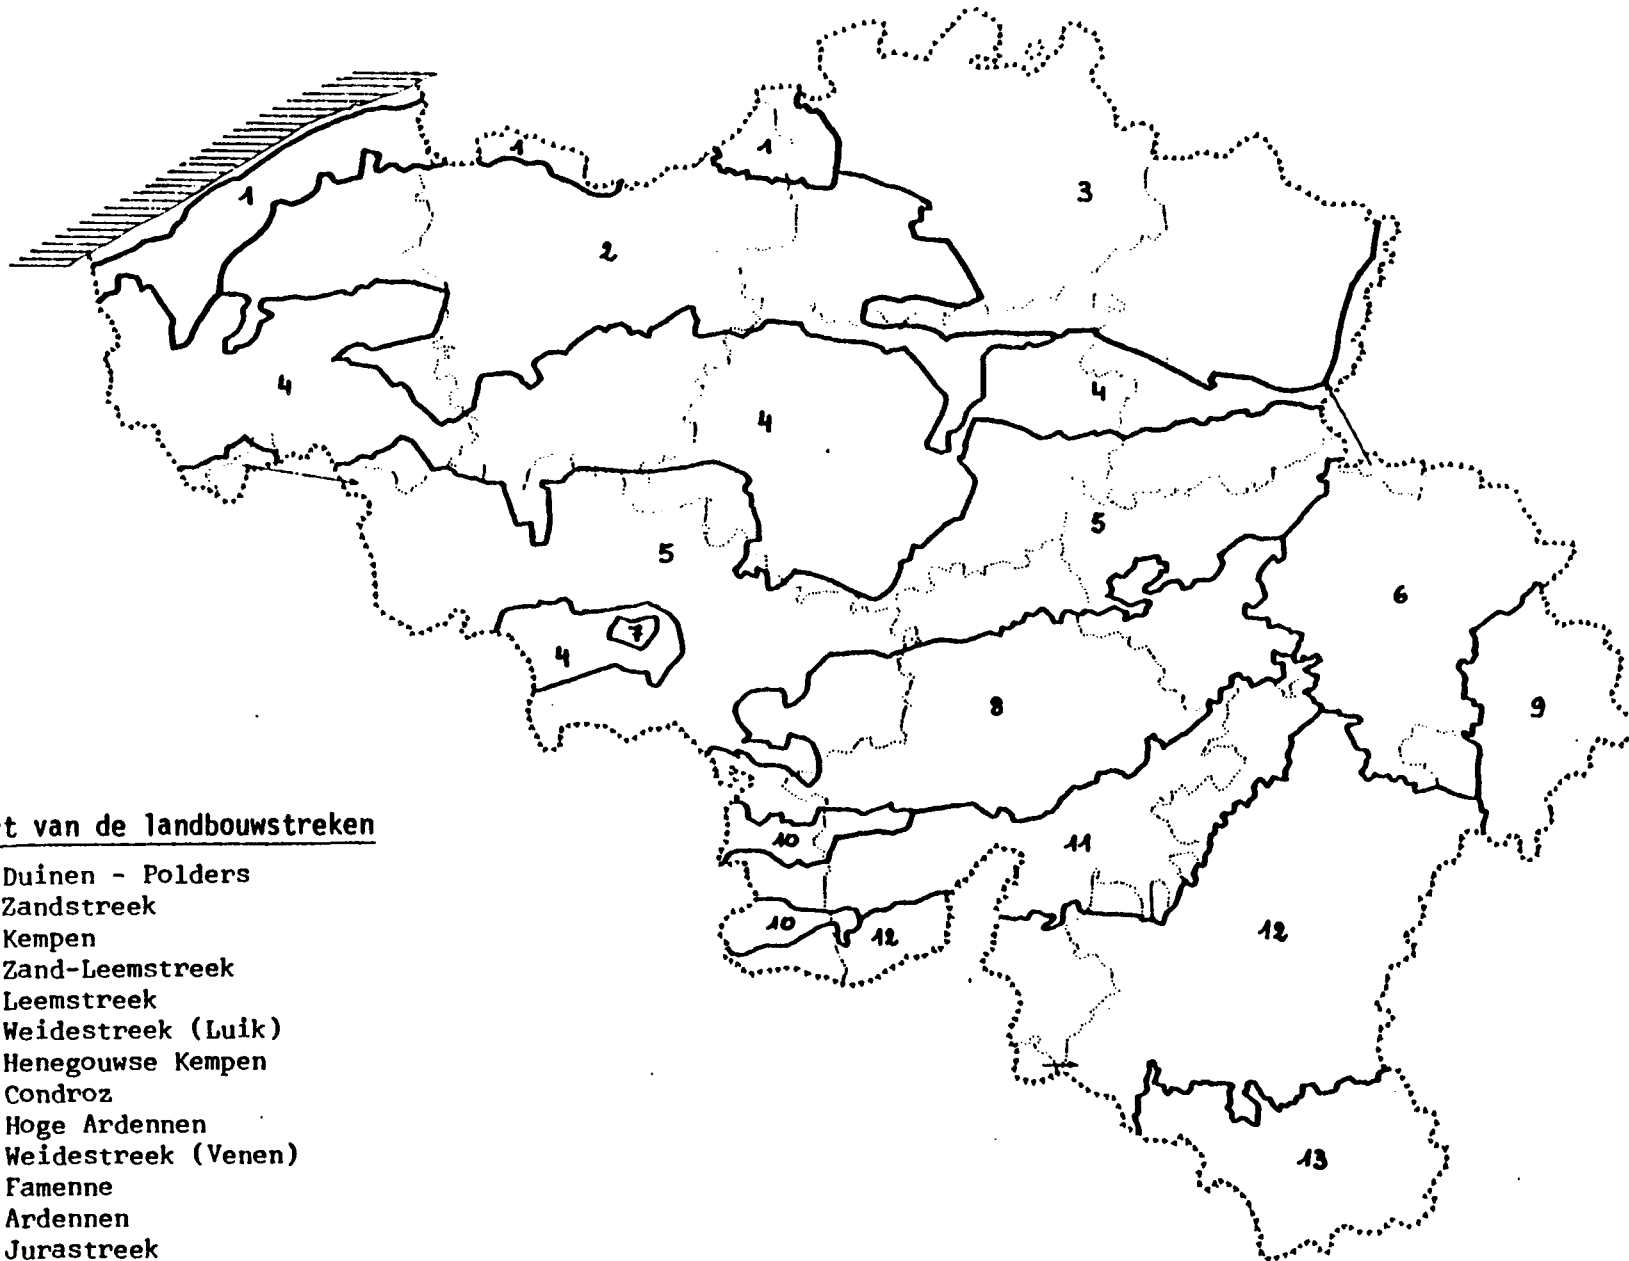 1
1
1
3
2
4
4
4
5
5
6
7
4
8
9
t van de landbouwstreken
10
11
Duinen - Polders
Zandstreek
10
12
12
Kempen
Zand-Leemstreek
Leemstreek
Weidestreek (Luik)
Henegouwse Kempen
Condroz
Hoge Ardennen
Weidestreek (Venen)
13
Famenne
Ardennen
Jurastreek